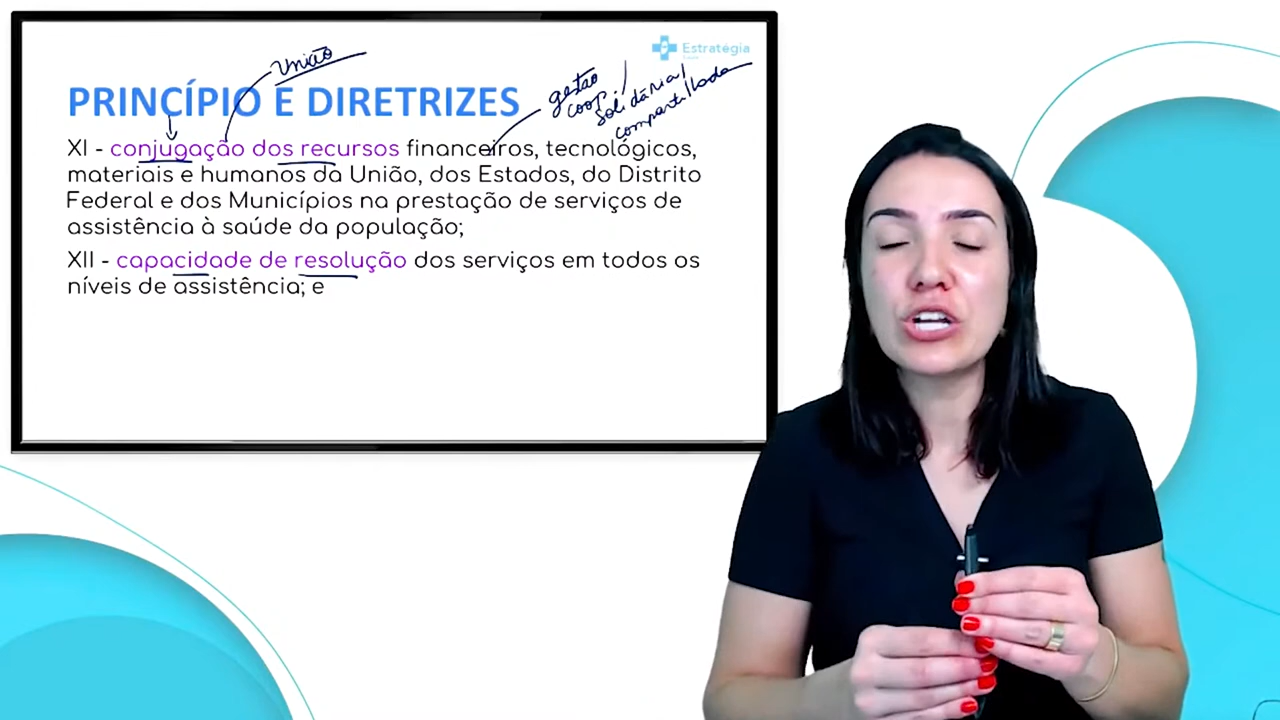 Estratégia
União
gestão
coop
solidária/
compartilhada
PRINCÍPIO E DIRETRIZES
XI - conjugação dos recursos financeiros, tecnológicos,
materiais e humanos da União, dos Estados, do Distrito
Federal e dos Municípios na prestação de serviços de
assistência à saúde da população;
XII - capacidade de resolução dos serviços em todos os
níveis de assistência; e